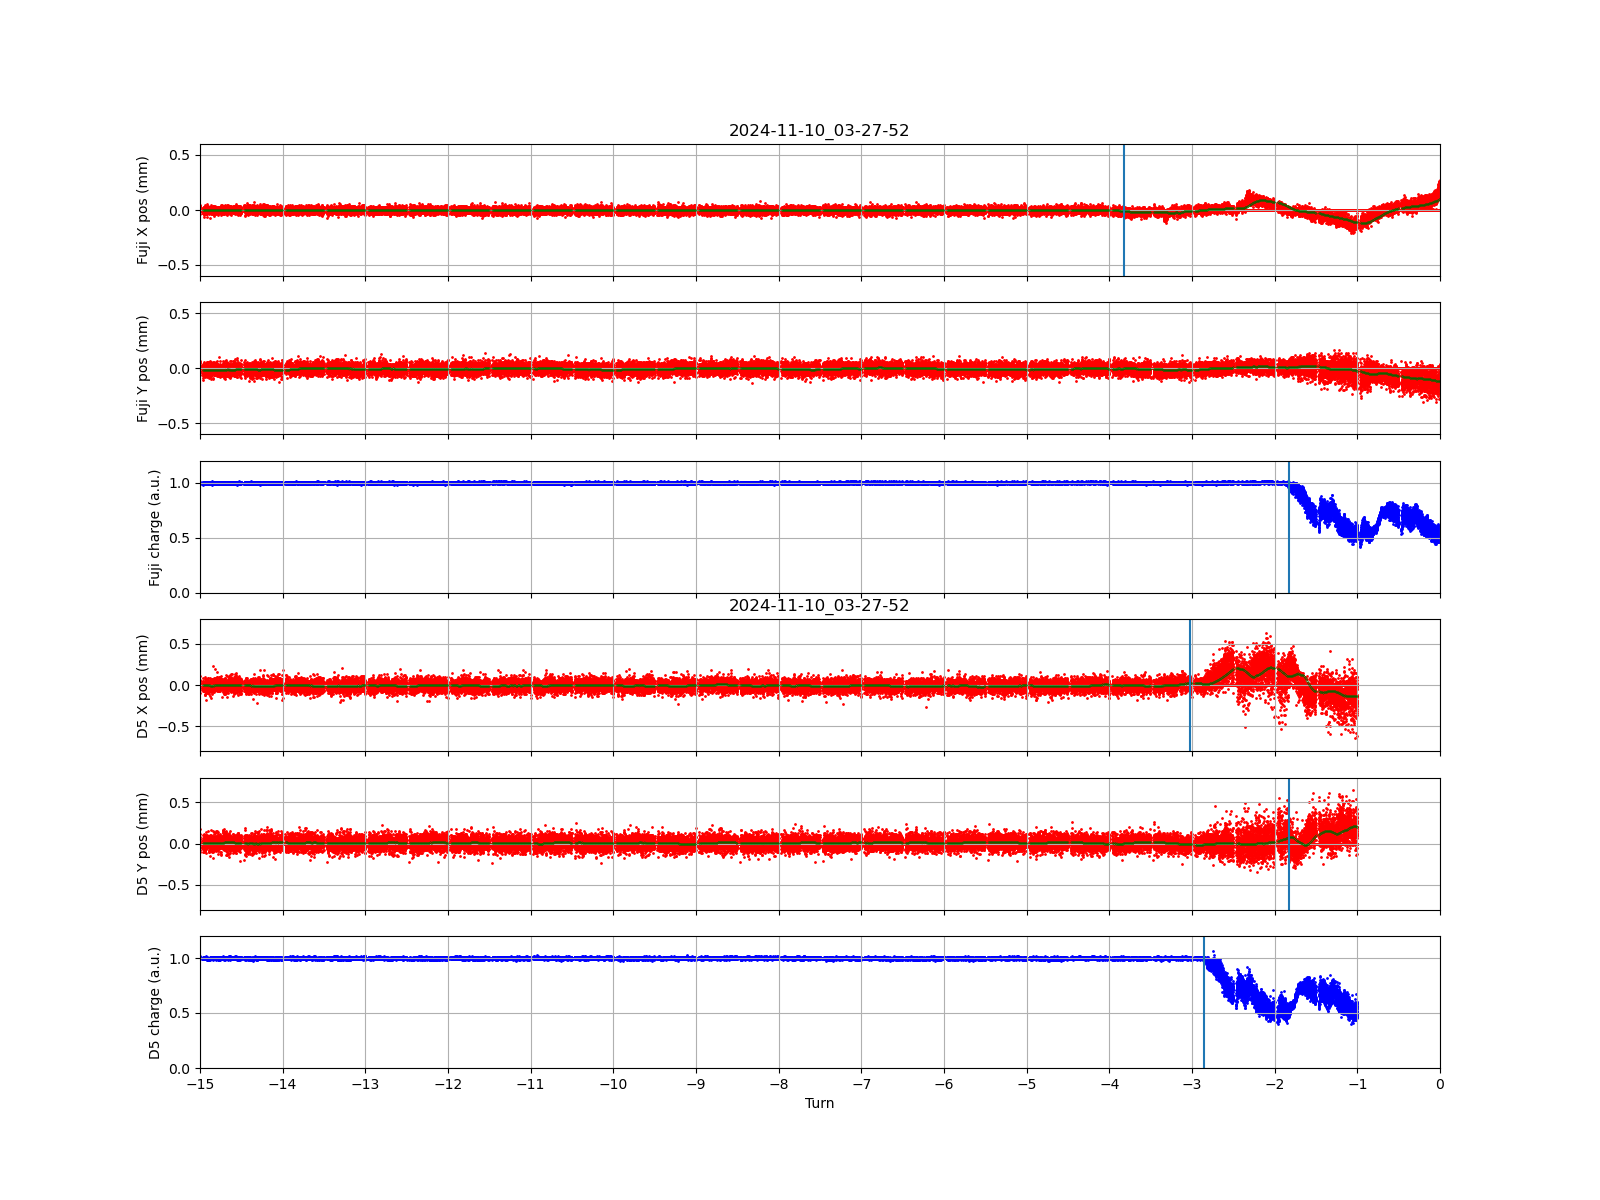 2024-11-10_03-27-52
Fuji X pos (mm)
0.5
0.0
−0.5
Fuji Y pos (mm)
0.5
0.0
−0.5
Fuji charge (a.u.)
1.0
0.5
0.0
2024-11-10_03-27-52
D5 X pos (mm)
0.5
0.0
−0.5
D5 Y pos (mm)
0.5
0.0
−0.5
D5 charge (a.u.)
1.0
0.5
0.0
−15 −14 −13 −12 −11 −10 −9 −8 −7 −6 −5 −4 −3 −2 −1 0
Turn